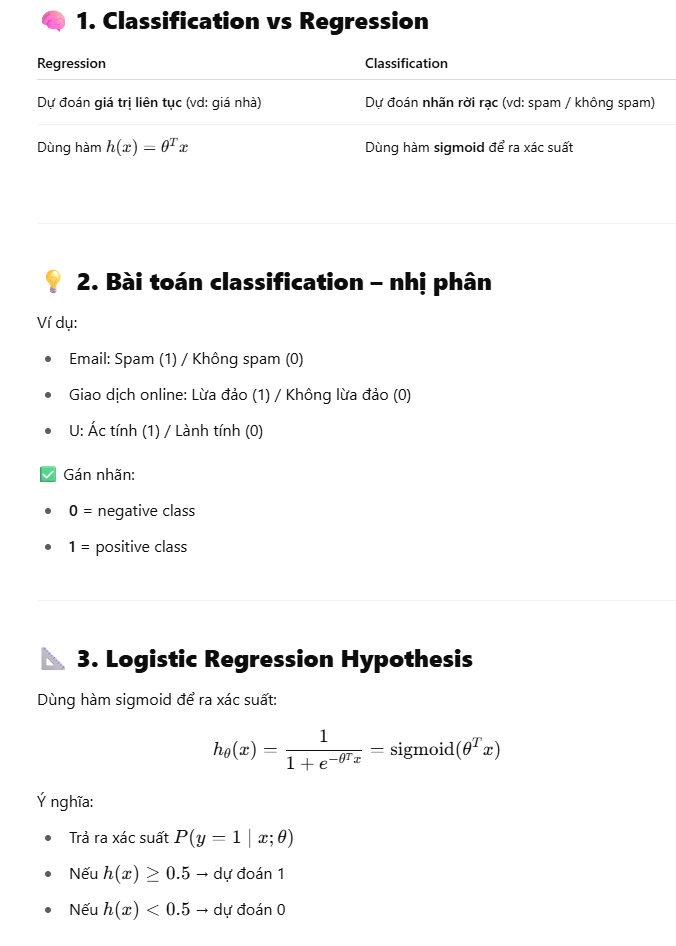 🧠 1. Classification vs Regression
Regression Classification
Dự đoán giá trị liên tục (vd: giá nhà) Dự đoán nhãn rời rạc (vd: spam / không spam)
Dùng hàm h(x) = θ^T x Dùng hàm sigmoid để ra xác suất
💡 2. Bài toán classification – nhị phân
Ví dụ:
• Email: Spam (1) / Không spam (0)
• Giao dịch online: Lừa đảo (1) / Không lừa đảo (0)
• U: Ác tính (1) / Lành tính (0)
✅ Gán nhãn:
• 0 = negative class
• 1 = positive class
📐 3. Logistic Regression Hypothesis
Dùng hàm sigmoid để ra xác suất:
h_θ(x) = 1 / (1 + e^{−θ^T x}) = sigmoid(θ^T x)
Ý nghĩa:
• Trả ra xác suất P(y = 1 | x; θ)
• Nếu h(x) ≥ 0.5 → dự đoán 1
• Nếu h(x) < 0.5 → dự đoán 0